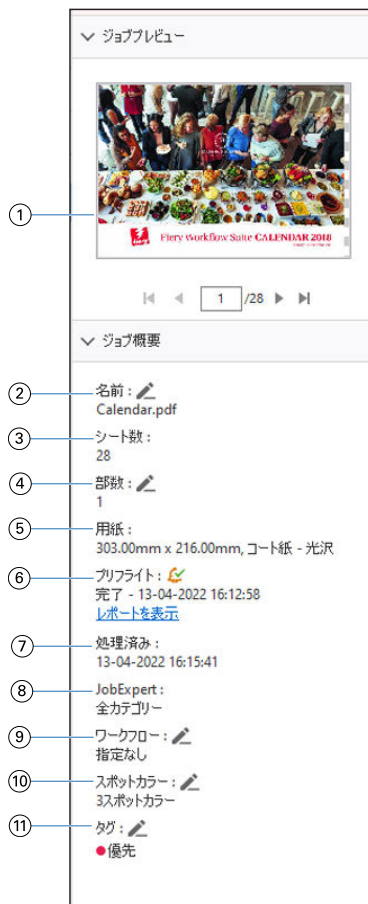 ジョブプレビュー
①
Fiery Workflow Suite CALENDAR 2018
1 /28
ジョブ概要
② 名前：
Calendar.pdf
③ シート数：
28
④ 部数：
1
⑤ 用紙：
303.00mm x 216.00mm, コート紙 - 光沢
⑥ プリフライト：
完了 - 13-04-2022 16:12:58
レポートを表示
⑦ 処理済み：
13-04-2022 16:15:41
⑧ JobExpert：
全カテゴリー
⑨ ワークフロー：
指定なし
⑩ スポットカラー：
3スポットカラー
⑪ タグ：
優先